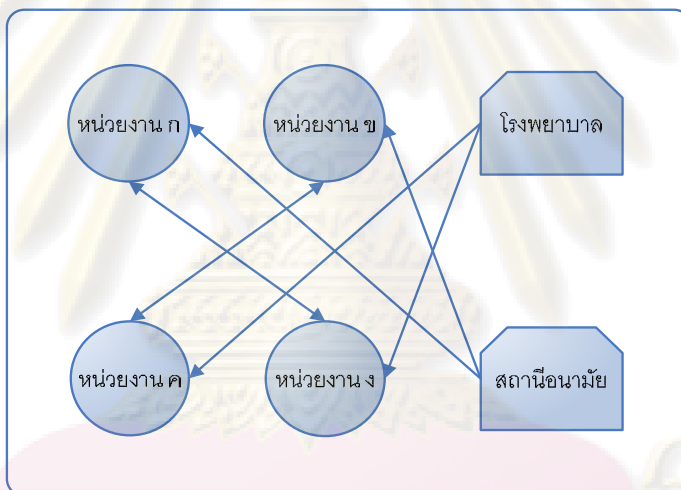 หน่วยงาน ก
หน่วยงาน ข
โรงพยาบาล
หน่วยงาน ค
หน่วยงาน ง
สถานีอนามัย